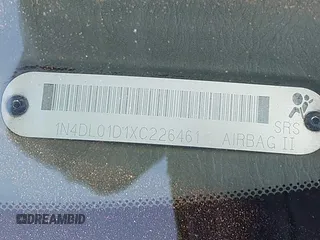 1N4DL01D1XC226461 AIRBAG II
SRS
DREAMBID